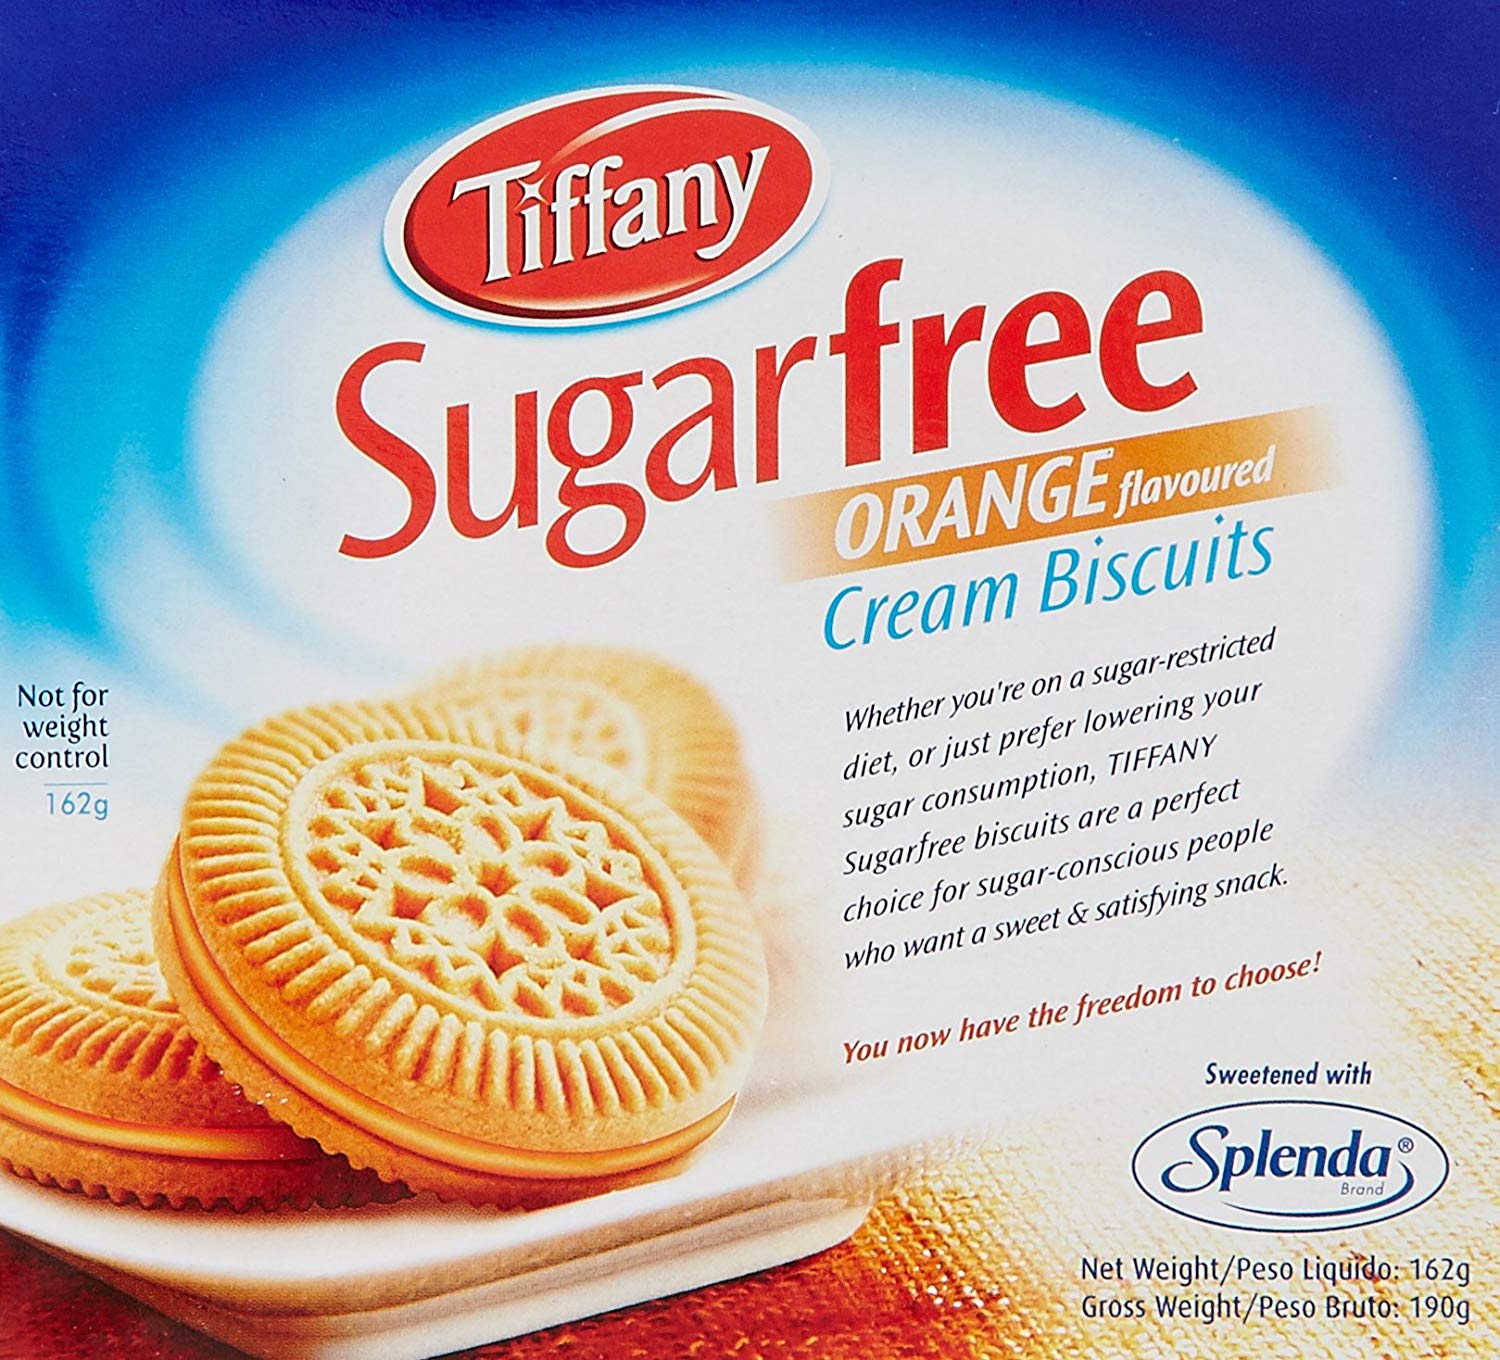 Tiffany
Sugarfree
ORANGE flavoured
Cream Biscuits
Whether you're on a sugar-restricted
diet, or just prefer lowering your
sugar consumption, TIFFANY
Sugarfree biscuits are a perfect
choice for sugar-conscious people
who want a sweet & satisfying snack.
You now have the freedom to choose!
Not for
weight
control
162g
Sweetened with
Splenda®
Brand
Net Weight/Peso Liquido: 162g
Gross Weight/Peso Bruto: 190g